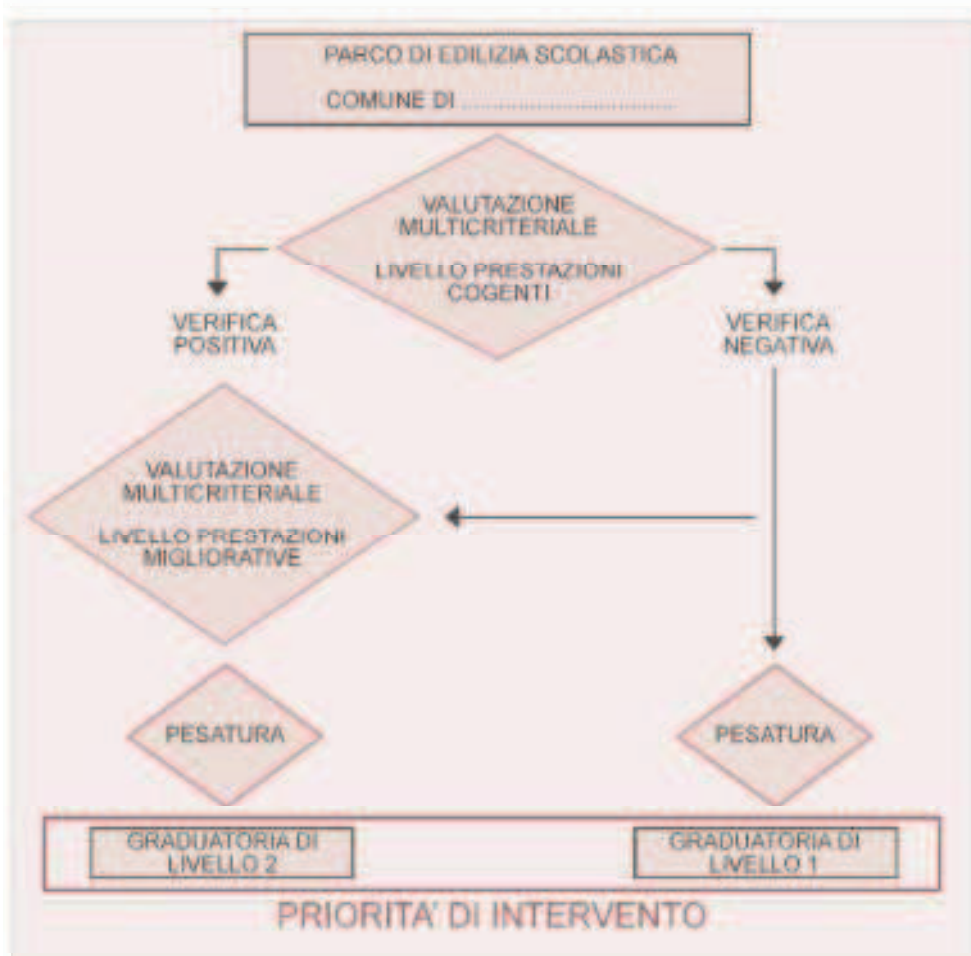 PARCO DI EDILIZIA SCOLASTICA
COMUNE DI ................................
VALUTAZIONE
MULTICRITERIALE
LIVELLO PRESTAZIONI
COGENTI
VERIFICA
POSITIVA
VERIFICA
NEGATIVA
VALUTAZIONE
MULTICRITERIALE
LIVELLO PRESTAZIONI
MIGLIORATIVE
PESATURA
PESATURA
GRADUATORIA DI
LIVELLO 2
GRADUATORIA DI
LIVELLO 1
PRIORITA' DI INTERVENTO